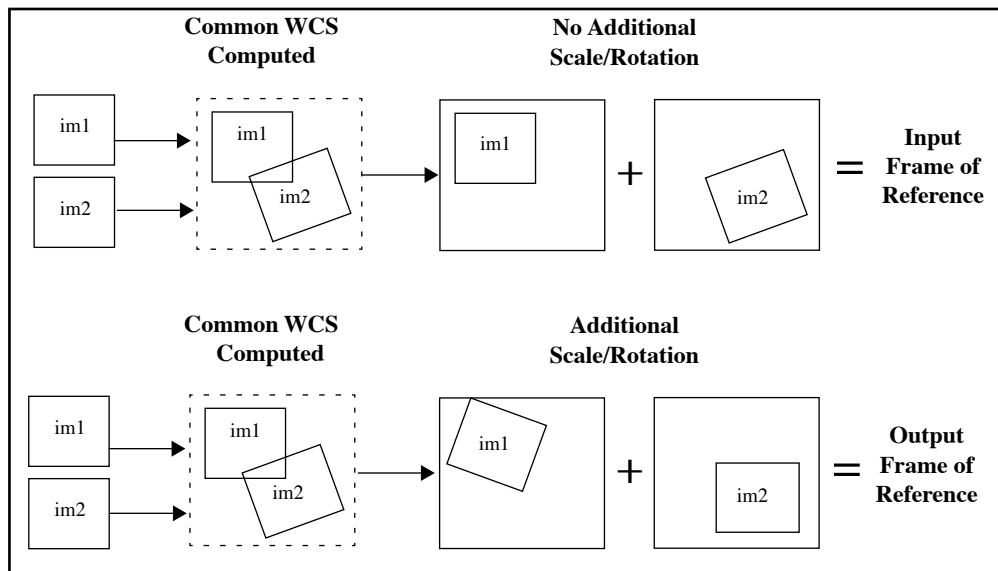 Common WCS
Computed
No Additional
Scale/Rotation
im1
im2
im1
im2
im1
+
im2
=
Input
Frame of
Reference
Common WCS
Computed
Additional
Scale/Rotation
im1
im2
im1
im2
im1
+
im2
=
Output
Frame of
Reference